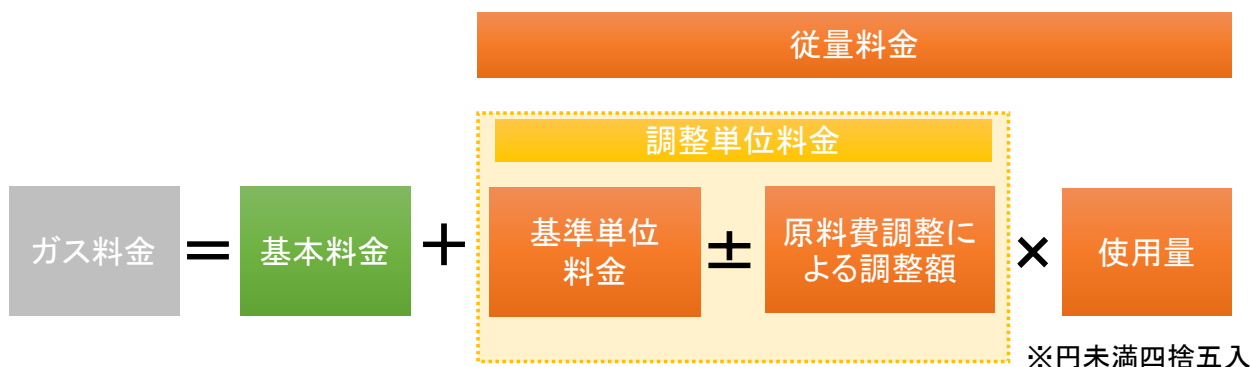 従量料金
調整単位料金
ガス料金 = 基本料金 + 基準単位
料金 ± 原料費調整に
よる調整額 × 使用量
※円未満四捨五入